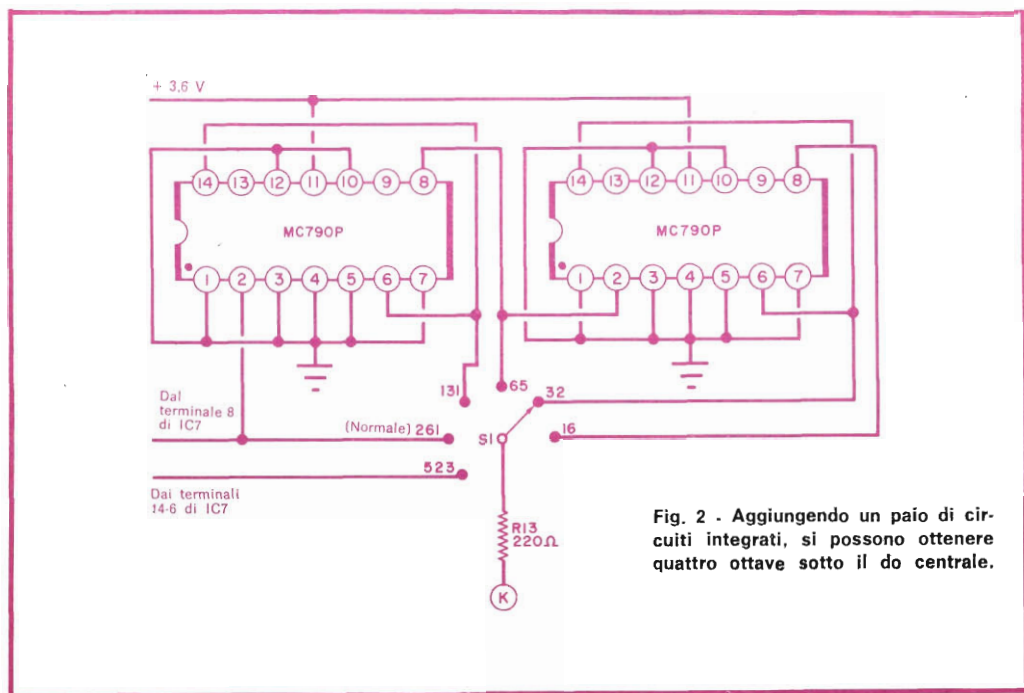 + 3,6 V
14 13 12 11 10 9 8
MC790P
1 2 3 4 5 6 7
14 13 12 11 10 9 8
MC790P
1 2 3 4 5 6 7
Dal
terminale 8
di IC7
131
65
32
(Normale) 261
S1
16
523
Dai terminali
14-6 di IC7
R13
220Ω
K
Fig. 2 - Aggiungendo un paio di cir-
cuiti integrati, si possono ottenere
quattro ottave sotto il do centrale.